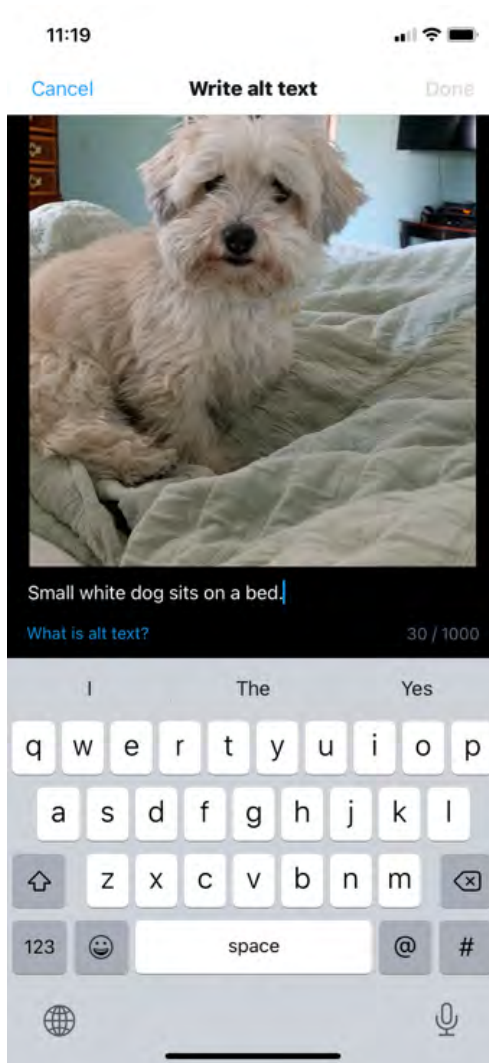 11:19
Cancel Write alt text Done
Small white dog sits on a bed.
What is alt text? 30 / 1000
I The Yes
q w e r t y u i o p
a s d f g h j k l
z x c v b n m
123 space @ #